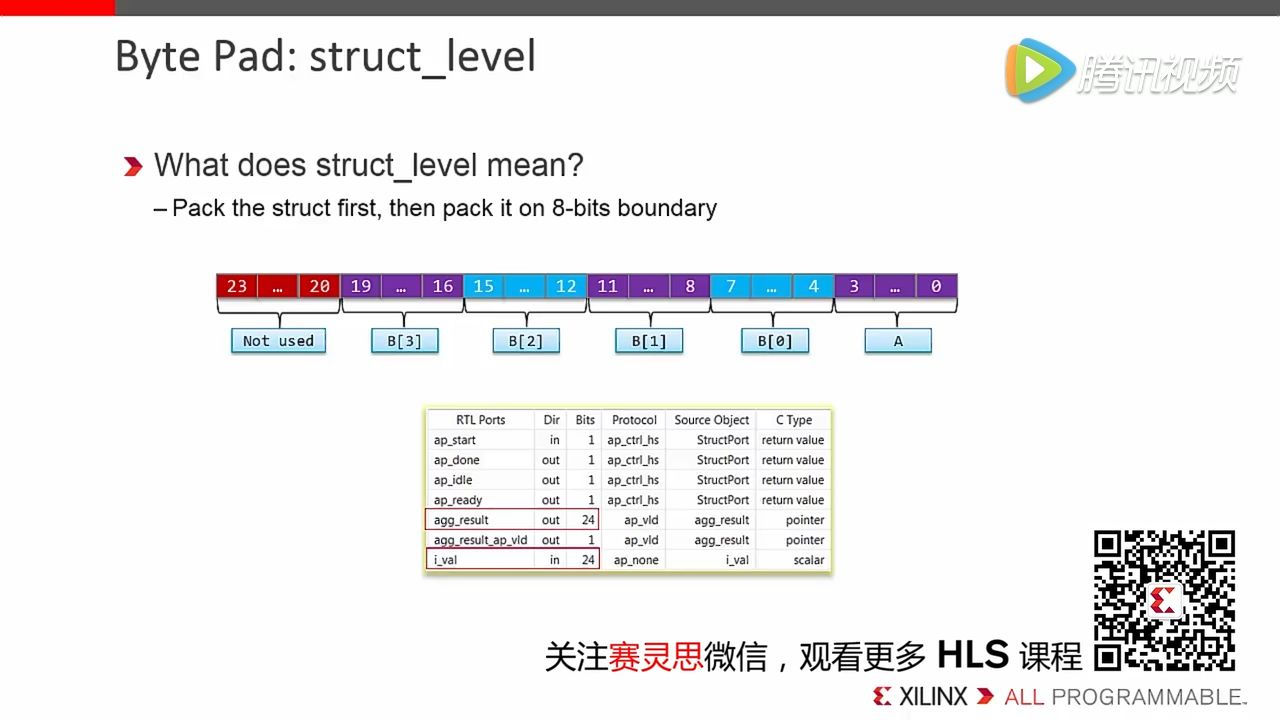 Byte Pad: struct_level
腾讯视频
What does struct_level mean?
– Pack the struct first, then pack it on 8-bits boundary
23 … 20 19 … 16 15 … 12 11 … 8 7 … 4 3 … 0
Not used B[3] B[2] B[1] B[0] A
RTL Ports Dir Bits Protocol Source Object C Type
ap_start in 1 ap_ctrl_hs StructPort return value
ap_done out 1 ap_ctrl_hs StructPort return value
ap_idle out 1 ap_ctrl_hs StructPort return value
ap_ready out 1 ap_ctrl_hs StructPort return value
agg_result out 24 ap_vld agg_result pointer
agg_result_ap_vld out 1 ap_vld agg_result pointer
i_val in 24 ap_none i_val scalar
关注赛灵思微信，观看更多 HLS 课程
XILINX ALL PROGRAMMABLE™